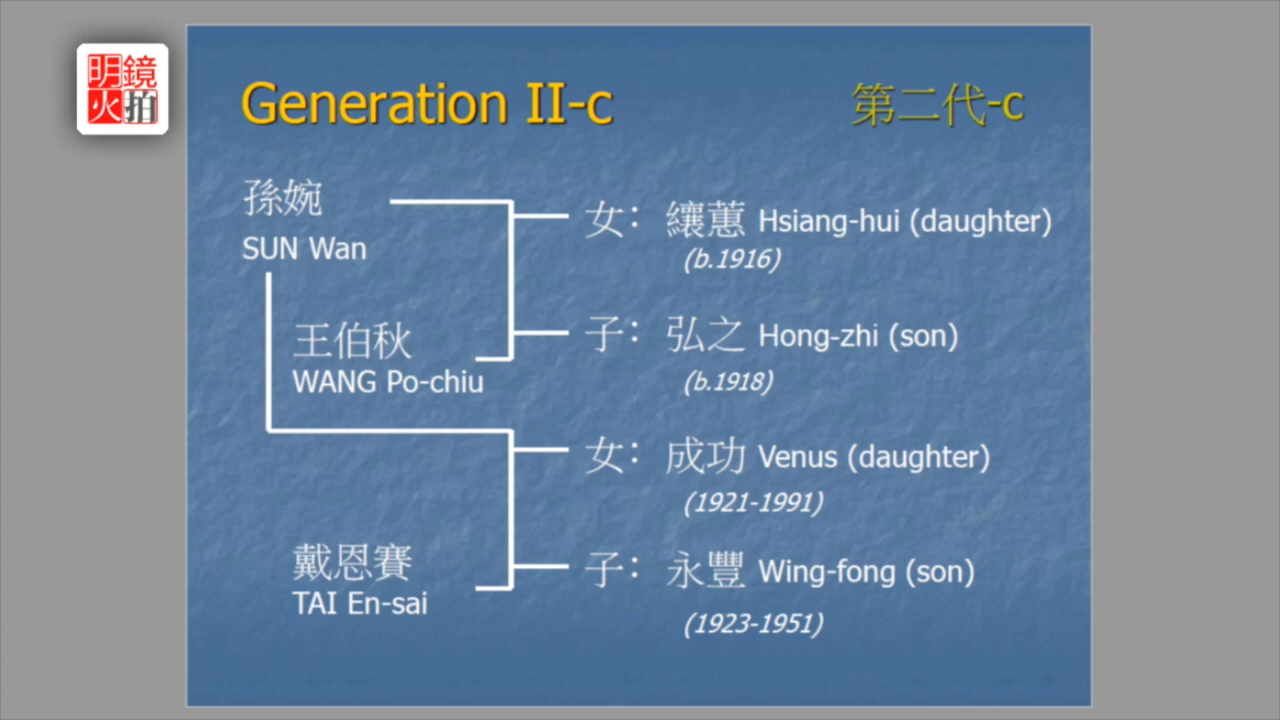 明鏡
火拍
Generation II-c
第二代-c
孫婉
SUN Wan
女：纕蕙 Hsiang-hui (daughter)
(b.1916)
王伯秋
WANG Po-chiu
子：弘之 Hong-zhi (son)
(b.1918)
女：成功 Venus (daughter)
(1921-1991)
戴恩賽
TAI En-sai
子：永豐 Wing-fong (son)
(1923-1951)